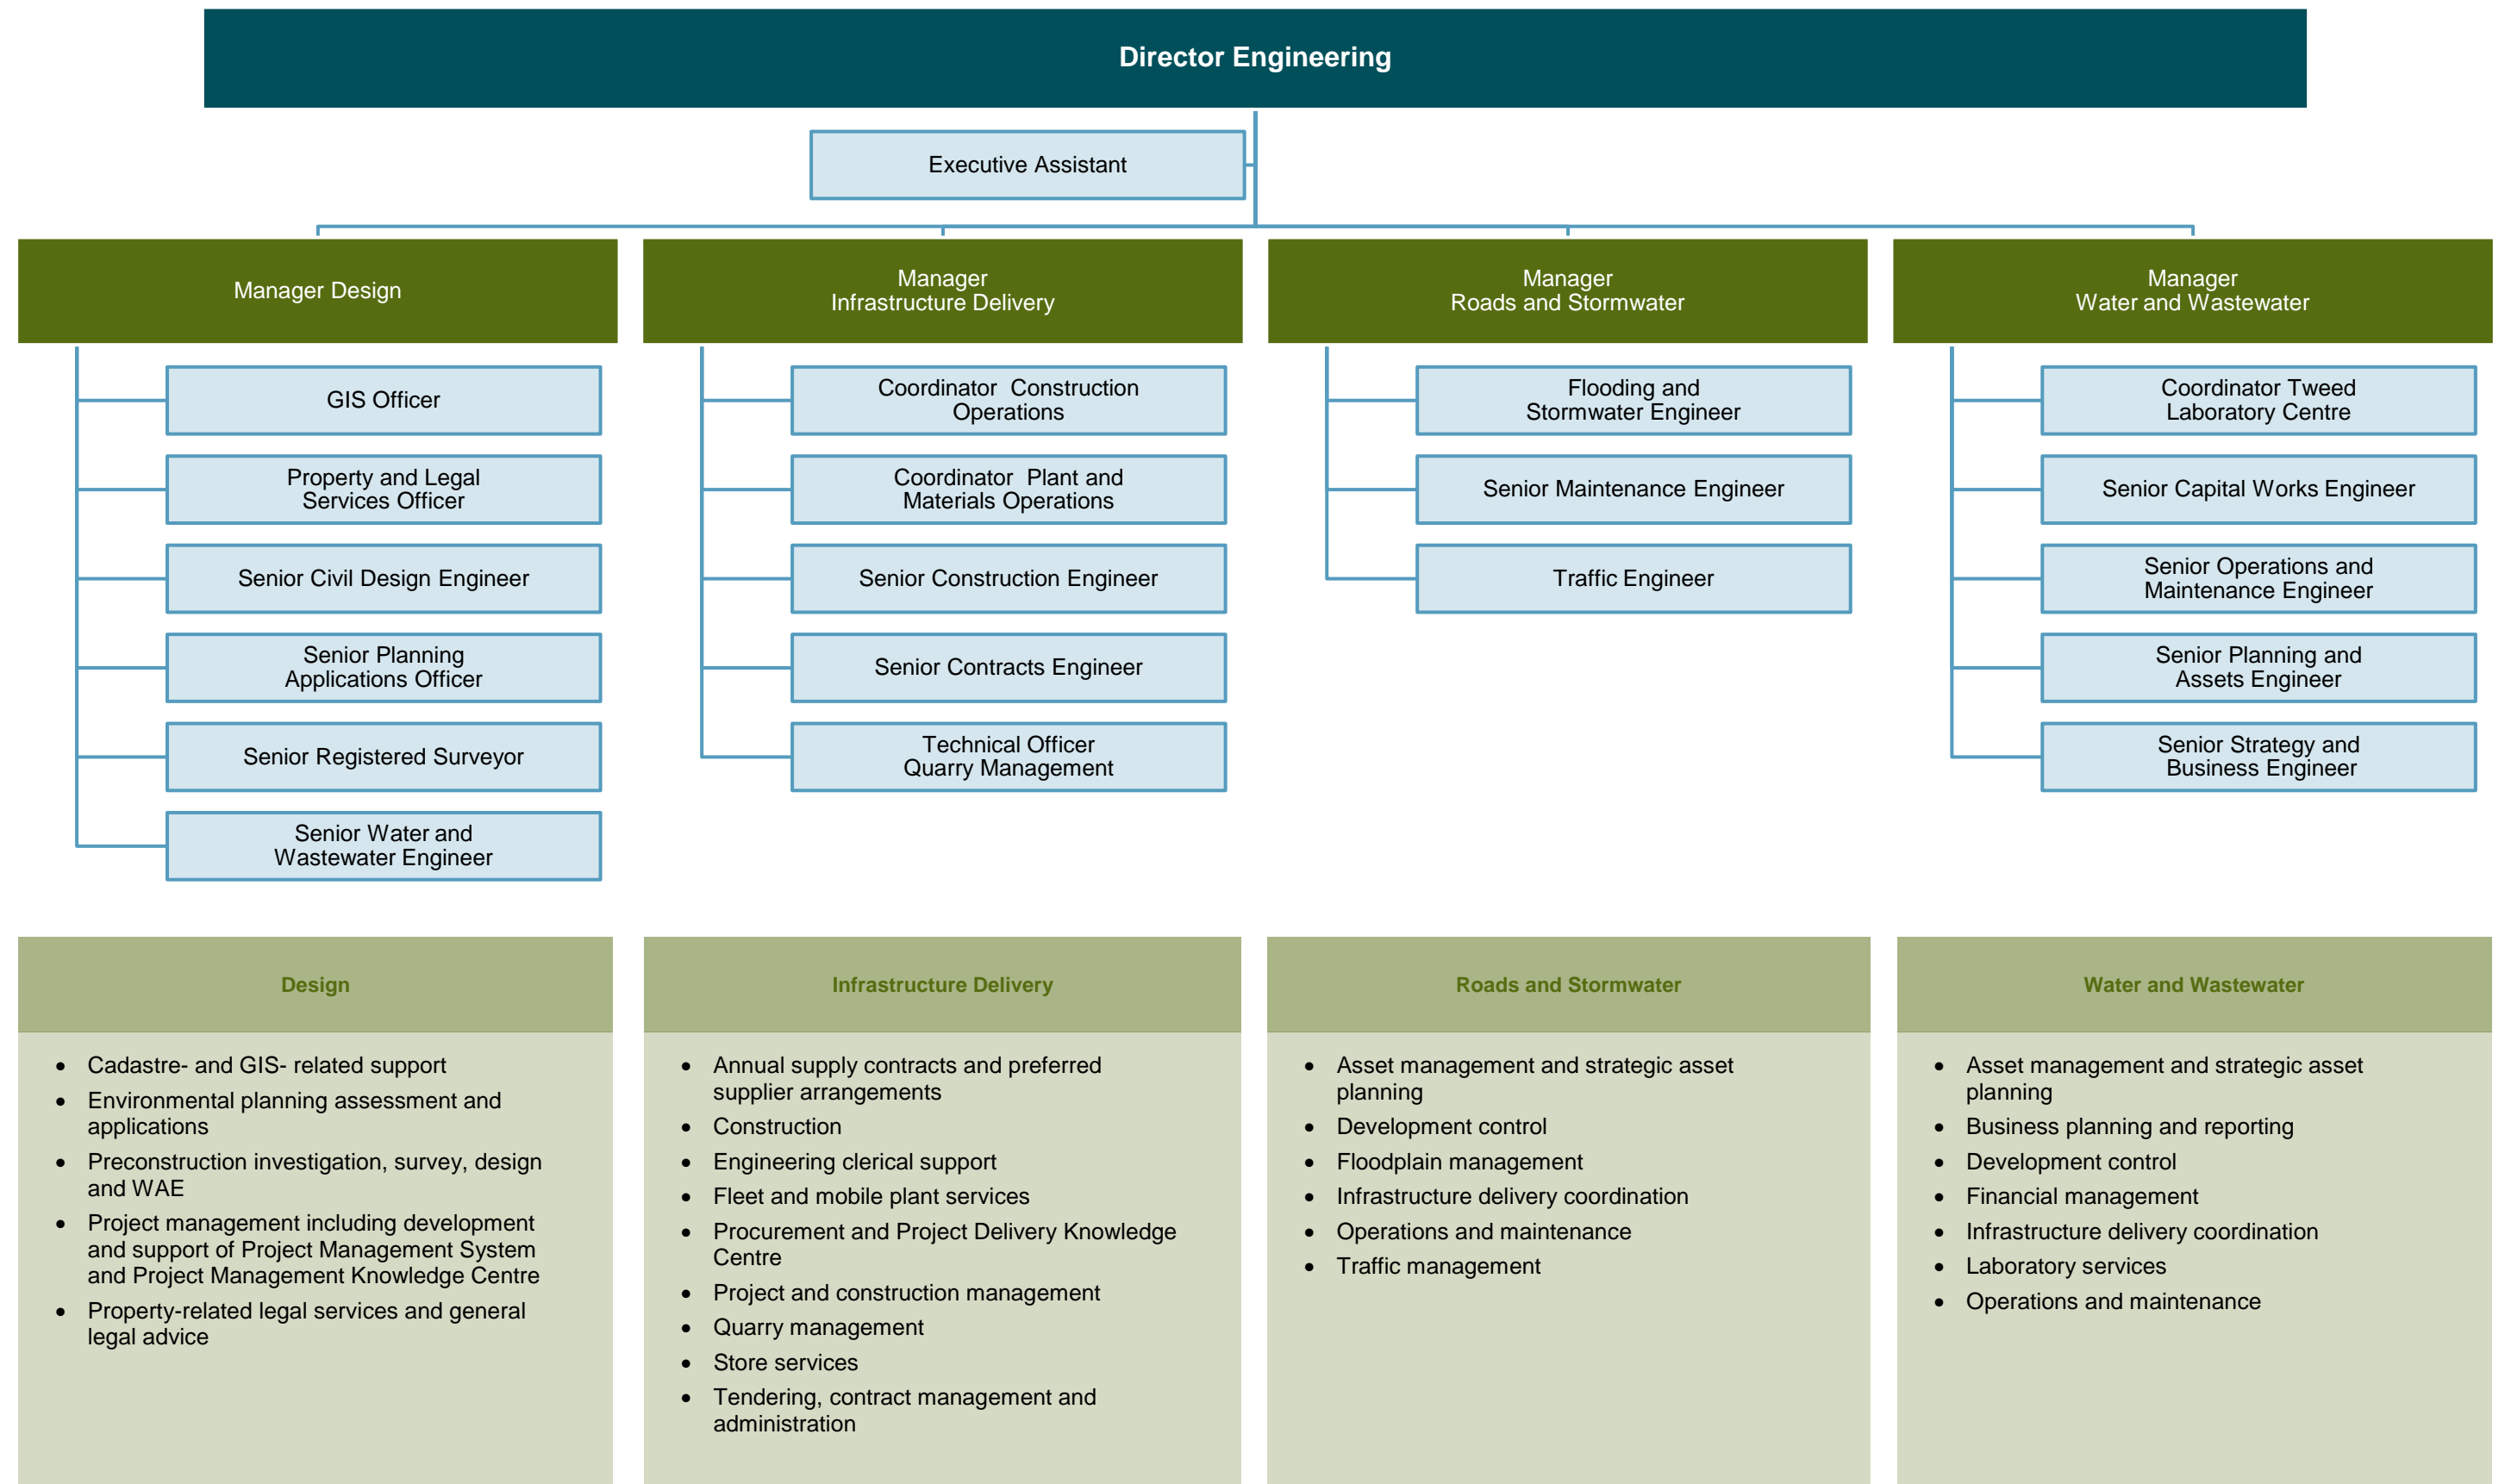 Director Engineering
Executive Assistant
Manager Design
Manager
Infrastructure Delivery
Manager
Roads and Stormwater
Manager
Water and Wastewater
GIS Officer
Property and Legal
Services Officer
Senior Civil Design Engineer
Senior Planning
Applications Officer
Senior Registered Surveyor
Senior Water and
Wastewater Engineer
Coordinator  Construction
Operations
Coordinator  Plant and
Materials Operations
Senior Construction Engineer
Senior Contracts Engineer
Technical Officer
Quarry Management
Flooding and
Stormwater Engineer
Senior Maintenance Engineer
Traffic Engineer
Coordinator Tweed
Laboratory Centre
Senior Capital Works Engineer
Senior Operations and
Maintenance Engineer
Senior Planning and
Assets Engineer
Senior Strategy and
Business Engineer
Design
• Cadastre- and GIS- related support
• Environmental planning assessment and
applications
• Preconstruction investigation, survey, design
and WAE
• Project management including development
and support of Project Management System
and Project Management Knowledge Centre
• Property-related legal services and general
legal advice
Infrastructure Delivery
• Annual supply contracts and preferred
supplier arrangements
• Construction
• Engineering clerical support
• Fleet and mobile plant services
• Procurement and Project Delivery Knowledge
Centre
• Project and construction management
• Quarry management
• Store services
• Tendering, contract management and
administration
Roads and Stormwater
• Asset management and strategic asset
planning
• Development control
• Floodplain management
• Infrastructure delivery coordination
• Operations and maintenance
• Traffic management
Water and Wastewater
• Asset management and strategic asset
planning
• Business planning and reporting
• Development control
• Financial management
• Infrastructure delivery coordination
• Laboratory services
• Operations and maintenance